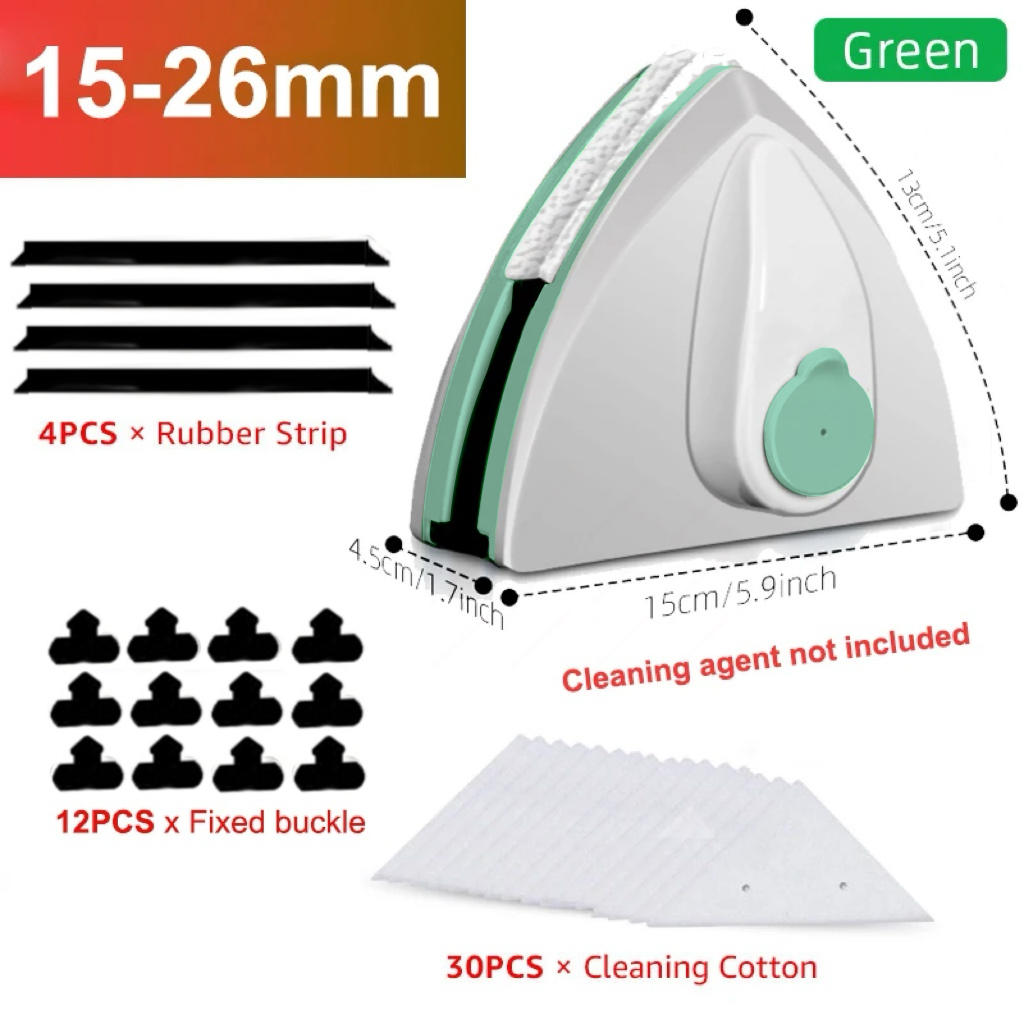 15-26mm
Green
13cm/5.1inch
4PCS × Rubber Strip
4.5cm/1.7inch
15cm/5.9inch
Cleaning agent not included
12PCS x Fixed buckle
30PCS × Cleaning Cotton